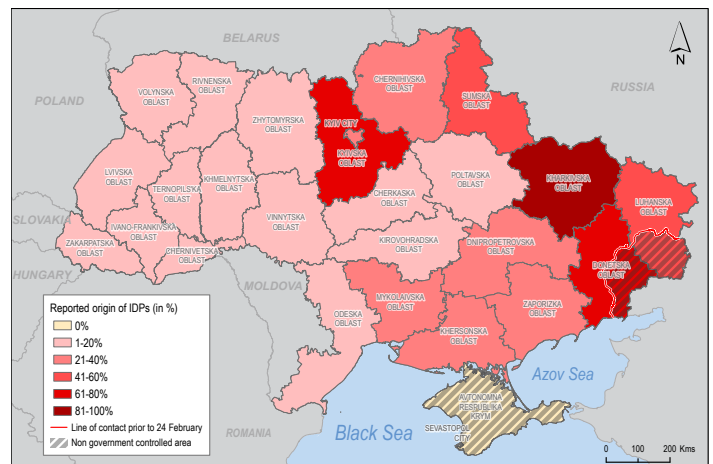 BELARUS
N
RUSSIA
POLAND
VOLYNSKA
OBLAST
RIVNENSKA
OBLAST
ZHYTOMYRSKA
OBLAST
KYIV CITY
KYIVSKA
OBLAST
CHERNIHIVSKA
OBLAST
SUMSKA
OBLAST
LVIVSKA
OBLAST
TERNOPILSKA
OBLAST
KHMELNYTSKA
OBLAST
VINNYTSKA
OBLAST
CHERKASKA
OBLAST
POLTAVSKA
OBLAST
KHARKIVSKA
OBLAST
LUHANSKA
OBLAST
SLOVAKIA
IVANO-FRANKIVSKA
OBLAST
ZAKARPATSKA
OBLAST
CHERNIVETSKA
OBLAST
KIROVOHRADSKA
OBLAST
DNIPROPETROVSKA
OBLAST
DONETSKA
OBLAST
HUNGARY
MOLDOVA
ODESKA
OBLAST
MYKOLAIVSKA
OBLAST
ZAPORIZKA
OBLAST
KHERSONSKA
OBLAST
Azov Sea
AVTONOMNA
RESPUBLIKA
KRYM
SEVASTOPOL
CITY
Black Sea
ROMANIA
Reported origin of IDPs (in %)
0%
1-20%
21-40%
41-60%
61-80%
81-100%
Line of contact prior to 24 February
Non government controlled area
0 100 200 Kms